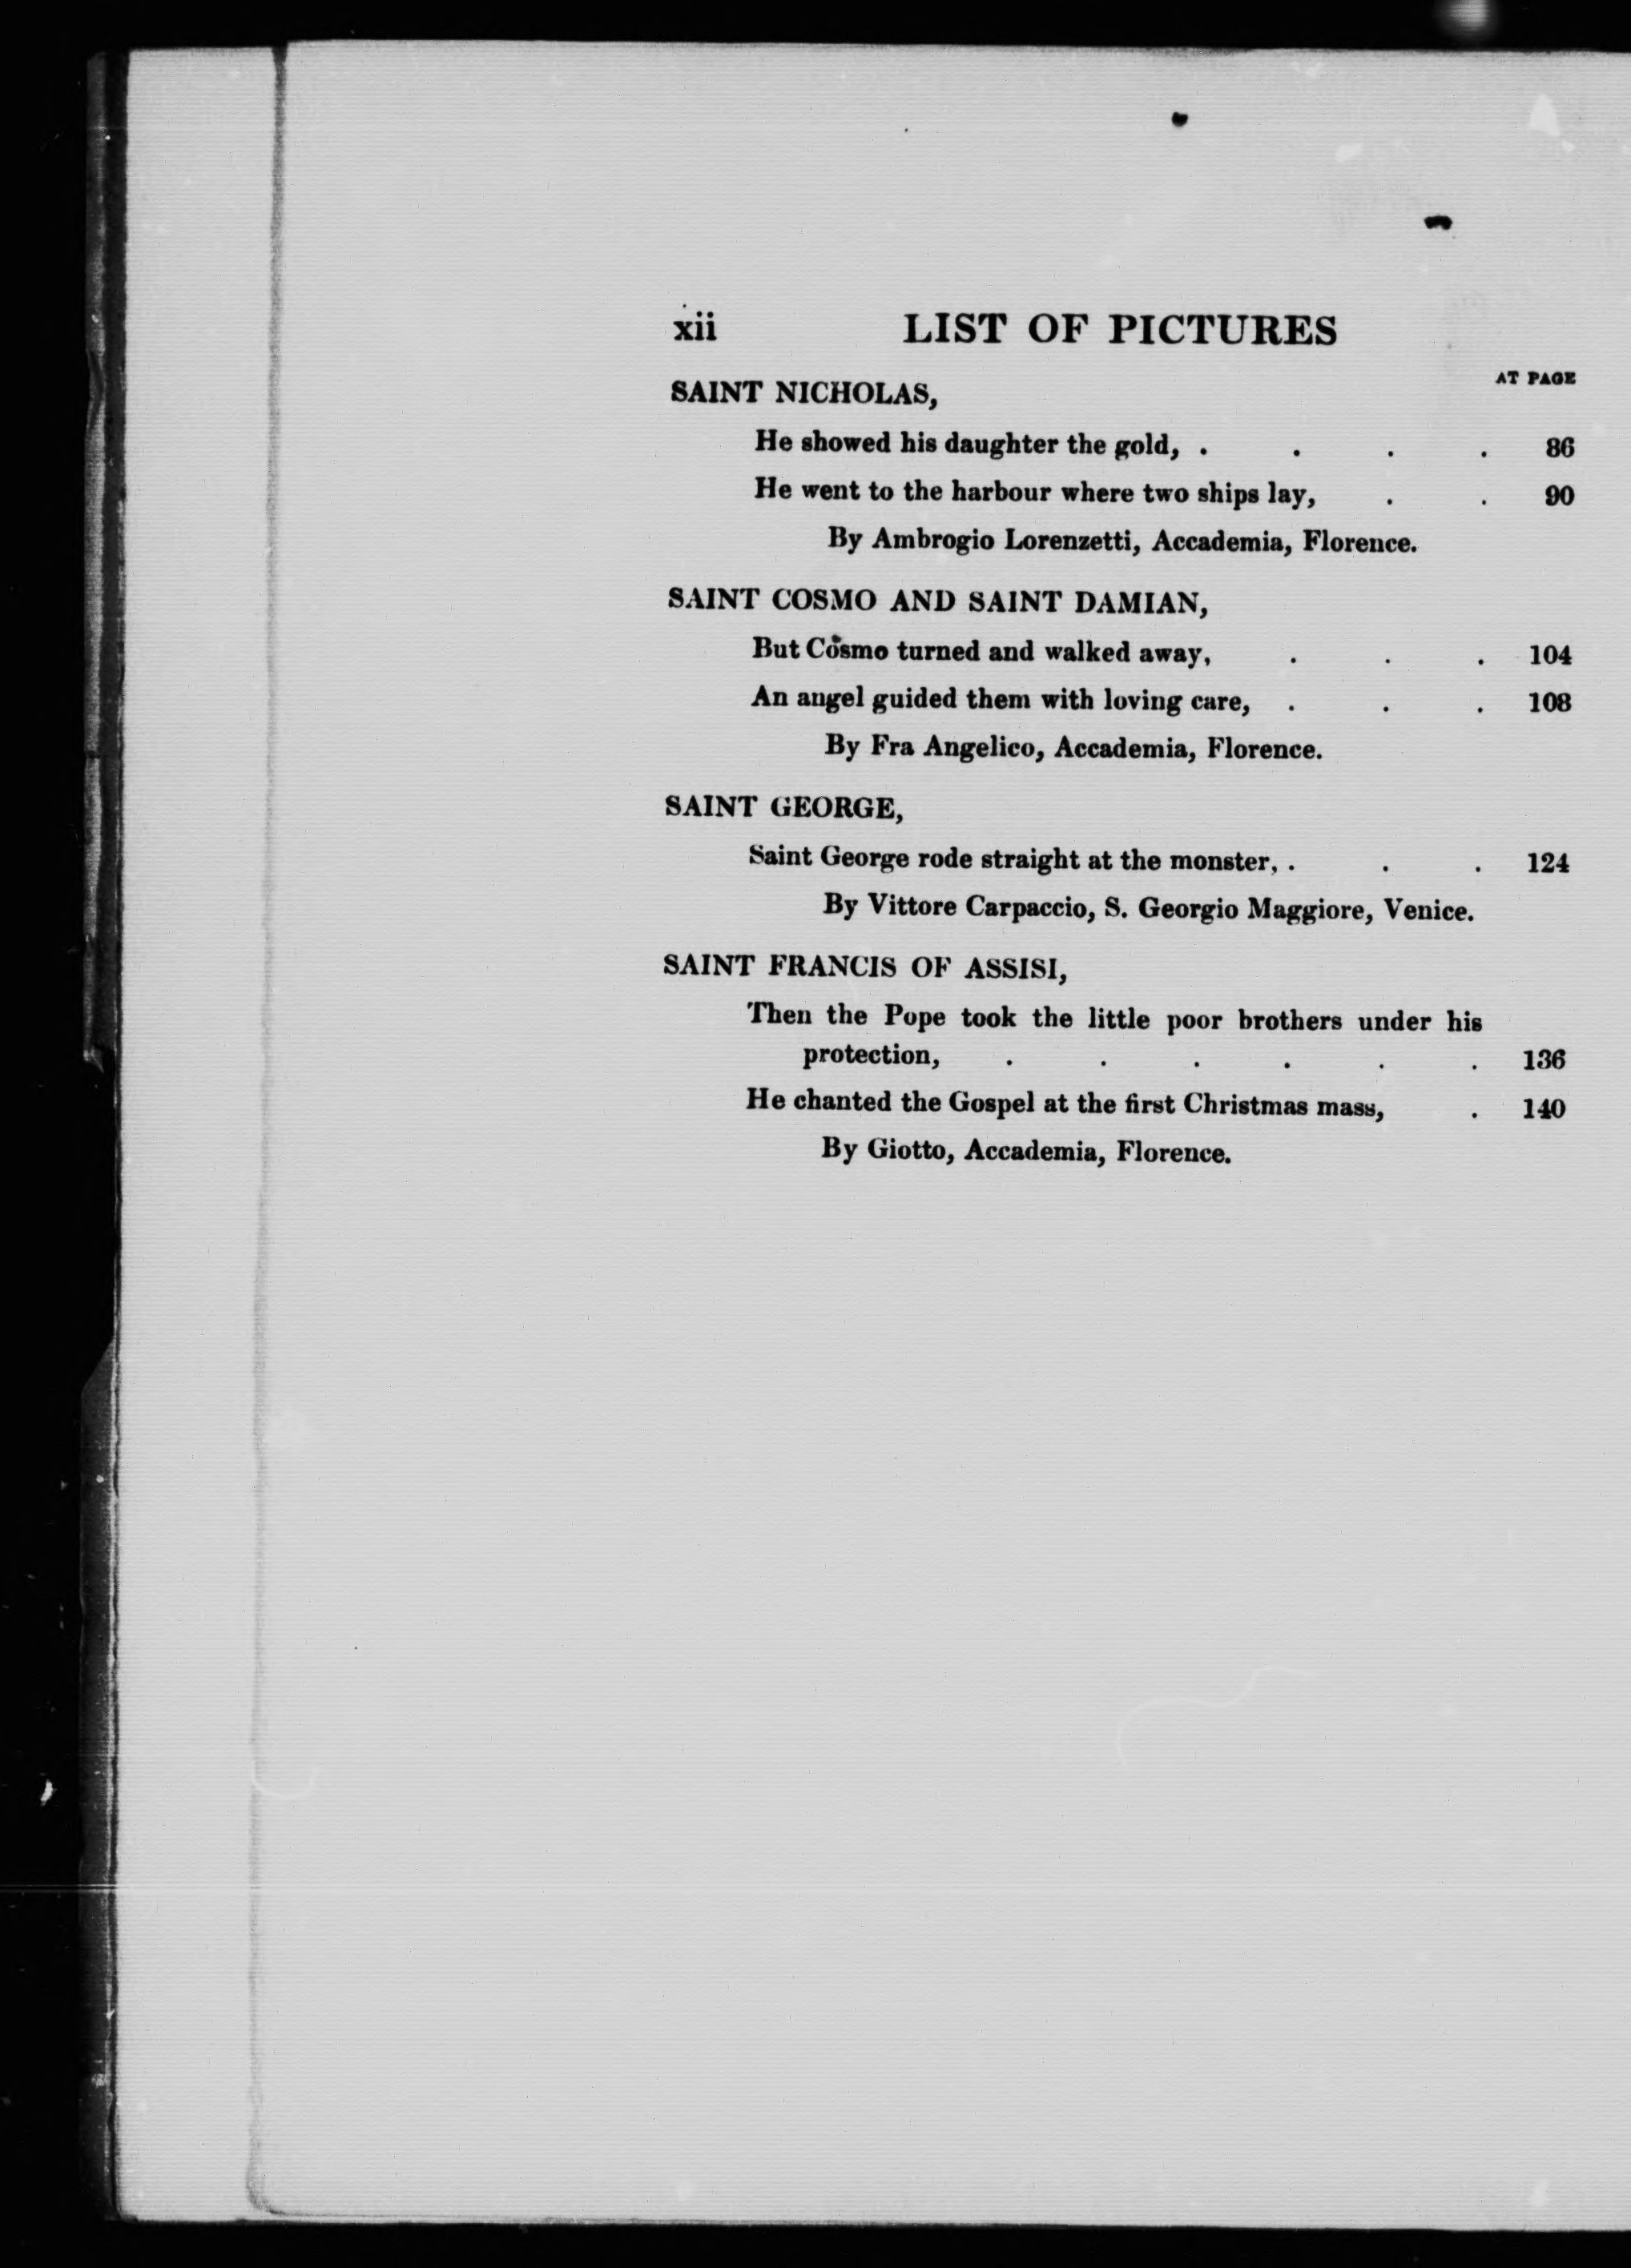 xii LIST OF PICTURES
AT PAGE
SAINT NICHOLAS,
He showed his daughter the gold, . . . . 86
He went to the harbour where two ships lay, . . 90
By Ambrogio Lorenzetti, Accademia, Florence.
SAINT COSMO AND SAINT DAMIAN,
But Cosmo turned and walked away, . . . 104
An angel guided them with loving care, . . . 108
By Fra Angelico, Accademia, Florence.
SAINT GEORGE,
Saint George rode straight at the monster, . . . 124
By Vittore Carpaccio, S. Georgio Maggiore, Venice.
SAINT FRANCIS OF ASSISI,
Then the Pope took the little poor brothers under his
protection, . . . . . . 136
He chanted the Gospel at the first Christmas mass, . 140
By Giotto, Accademia, Florence.